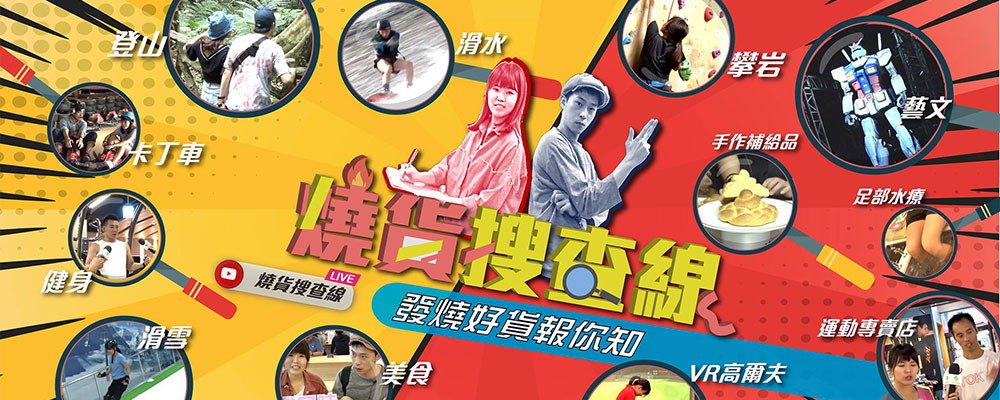 登山
滑水
攀岩
藝文
卡丁車
手作補給品
足部水療
健身
燒貨搜查線
LIVE
燒貨搜查線
發燒好貨報你知
滑雪
美食
VR高爾夫
運動專賣店